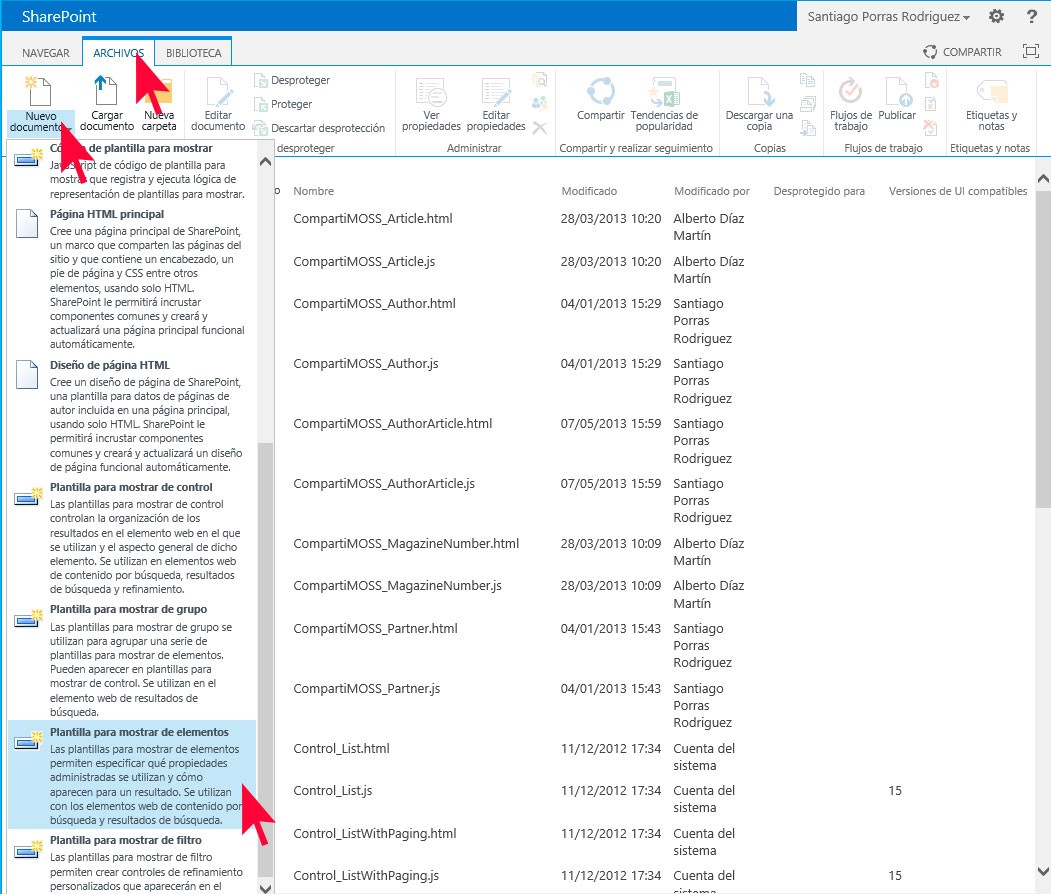 SharePoint
Santiago Porras Rodriguez
?
NAVEGAR
ARCHIVOS
BIBLIOTECA
COMPARTIR
Nuevo
documento
Cargar
documento
Nueva
carpeta
Editar
documento
Desproteger
Proteger
Descartar desprotección
desproteger
Ver
propiedades
Editar
propiedades
Administrar
Compartir
Tendencias de
popularidad
Compartir y realizar seguimiento
Descargar una
copia
Copias
Flujos de
trabajo
Publicar
Flujos de trabajo
Etiquetas y
notas
Etiquetas y notas
de plantilla para mostrar
JavaScript de código de plantilla para
mostrar que registra y ejecuta lógica de
representación de plantillas para mostrar.
Página HTML principal
Cree una página principal de SharePoint,
un marco que comparten las páginas del
sitio y que contiene un encabezado, un
pie de página y CSS entre otros
elementos, usando solo HTML.
SharePoint le permitirá incrustar
componentes comunes y creará y
actualizará una página principal funcional
automáticamente.
Diseño de página HTML
Cree un diseño de página de SharePoint,
una plantilla para datos de páginas de
autor incluida en una página principal,
usando solo HTML. SharePoint le
permitirá incrustar componentes
comunes y creará y actualizará un diseño
de página funcional automáticamente.
Plantilla para mostrar de control
Las plantillas para mostrar de control
controlan la organización de los
resultados en el elemento web en el que
se utilizan y el aspecto general de dicho
elemento. Se utilizan en elementos web
de contenido por búsqueda, resultados
de búsqueda y refinamiento.
Plantilla para mostrar de grupo
Las plantillas para mostrar de grupo se
utilizan para agrupar una serie de
plantillas para mostrar de elementos.
Pueden aparecer en plantillas para
mostrar de control. Se utilizan en el
elemento web de resultados de
búsqueda.
Plantilla para mostrar de elementos
Las plantillas para mostrar de elementos
permiten especificar qué propiedades
administradas se utilizan y cómo
aparecen para un resultado. Se utilizan
con los elementos web de contenido por
búsqueda y resultados de búsqueda.
Plantilla para mostrar de filtro
Las plantillas para mostrar de filtro
permiten crear controles de refinamiento
personalizados que aparecerán en el
Nombre Modificado Modificado por Desprotegido para Versiones de UI compatibles
CompartiMOSS_Article.html 28/03/2013 10:20 Alberto Díaz
Martín
CompartiMOSS_Article.js 28/03/2013 10:20 Alberto Díaz
Martín
CompartiMOSS_Author.html 04/01/2013 15:29 Santiago
Porras
Rodriguez
CompartiMOSS_Author.js 04/01/2013 15:29 Santiago
Porras
Rodriguez
CompartiMOSS_AuthorArticle.html 07/05/2013 15:59 Santiago
Porras
Rodriguez
CompartiMOSS_AuthorArticle.js 07/05/2013 15:59 Santiago
Porras
Rodriguez
CompartiMOSS_MagazineNumber.html 28/03/2013 10:09 Alberto Díaz
Martín
CompartiMOSS_MagazineNumber.js 28/03/2013 10:09 Alberto Díaz
Martín
CompartiMOSS_Partner.html 04/01/2013 15:43 Santiago
Porras
Rodriguez
CompartiMOSS_Partner.js 04/01/2013 15:43 Santiago
Porras
Rodriguez
Control_List.html 11/12/2012 17:34 Cuenta del
sistema
Control_List.js 11/12/2012 17:34 Cuenta del 15
sistema
Control_ListWithPaging.html 11/12/2012 17:34 Cuenta del
sistema
Control_ListWithPaging.js 11/12/2012 17:34 Cuenta del 15
sistema